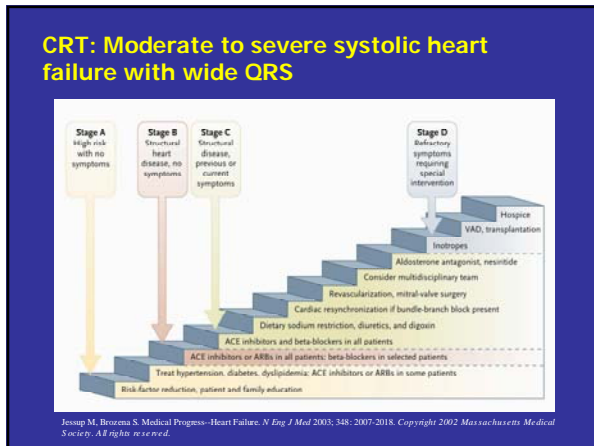 CRT: Moderate to severe systolic heart
failure with wide QRS
Stage A
High risk
with no
symptoms
Stage B
Structural
heart
disease, no
symptoms
Stage C
Structural
disease,
previous or
current
symptoms
Stage D
Refractory
symptoms
requiring
special
intervention
Hospice
VAD, transplantation
Inotropes
Aldosterone antagonist, nesiritide
Consider multidisciplinary team
Revascularization, mitral-valve surgery
Cardiac resynchronization if bundle-branch block present
Dietary sodium restriction, diuretics, and digoxin
ACE inhibitors and beta-blockers in all patients
ACE inhibitors or ARBs in all patients; beta-blockers in selected patients
Treat hypertension, diabetes, dyslipidemia; ACE inhibitors or ARBs in some patients
Risk-factor reduction, patient and family education
Jessup M, Brozena S. Medical Progress--Heart Failure. N Eng J Med 2003; 348: 2007-2018. Copyright 2002 Massachusetts Medical
Society. All rights reserved.